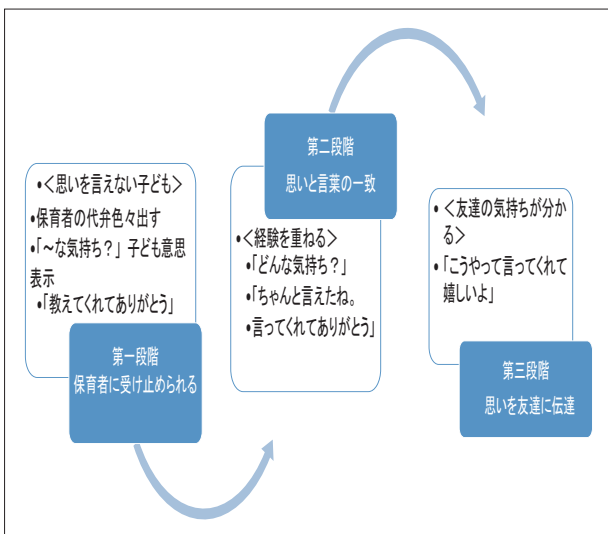 •＜思いを言えない子ども＞
•保育者の代弁色々出す
•「～な気持ち？」子ども意思
表示
•「教えてくれてありがとう」
第一段階
保育者に受け止められる
第二段階
思いと言葉の一致
•＜経験を重ねる＞
•「どんな気持ち？」
•「ちゃんと言えたね。
•言ってくれてありがとう」
•＜友達の気持ちが分か
る＞
•「こうやって言ってくれて
嬉しいよ」
第三段階
思いを友達に伝達